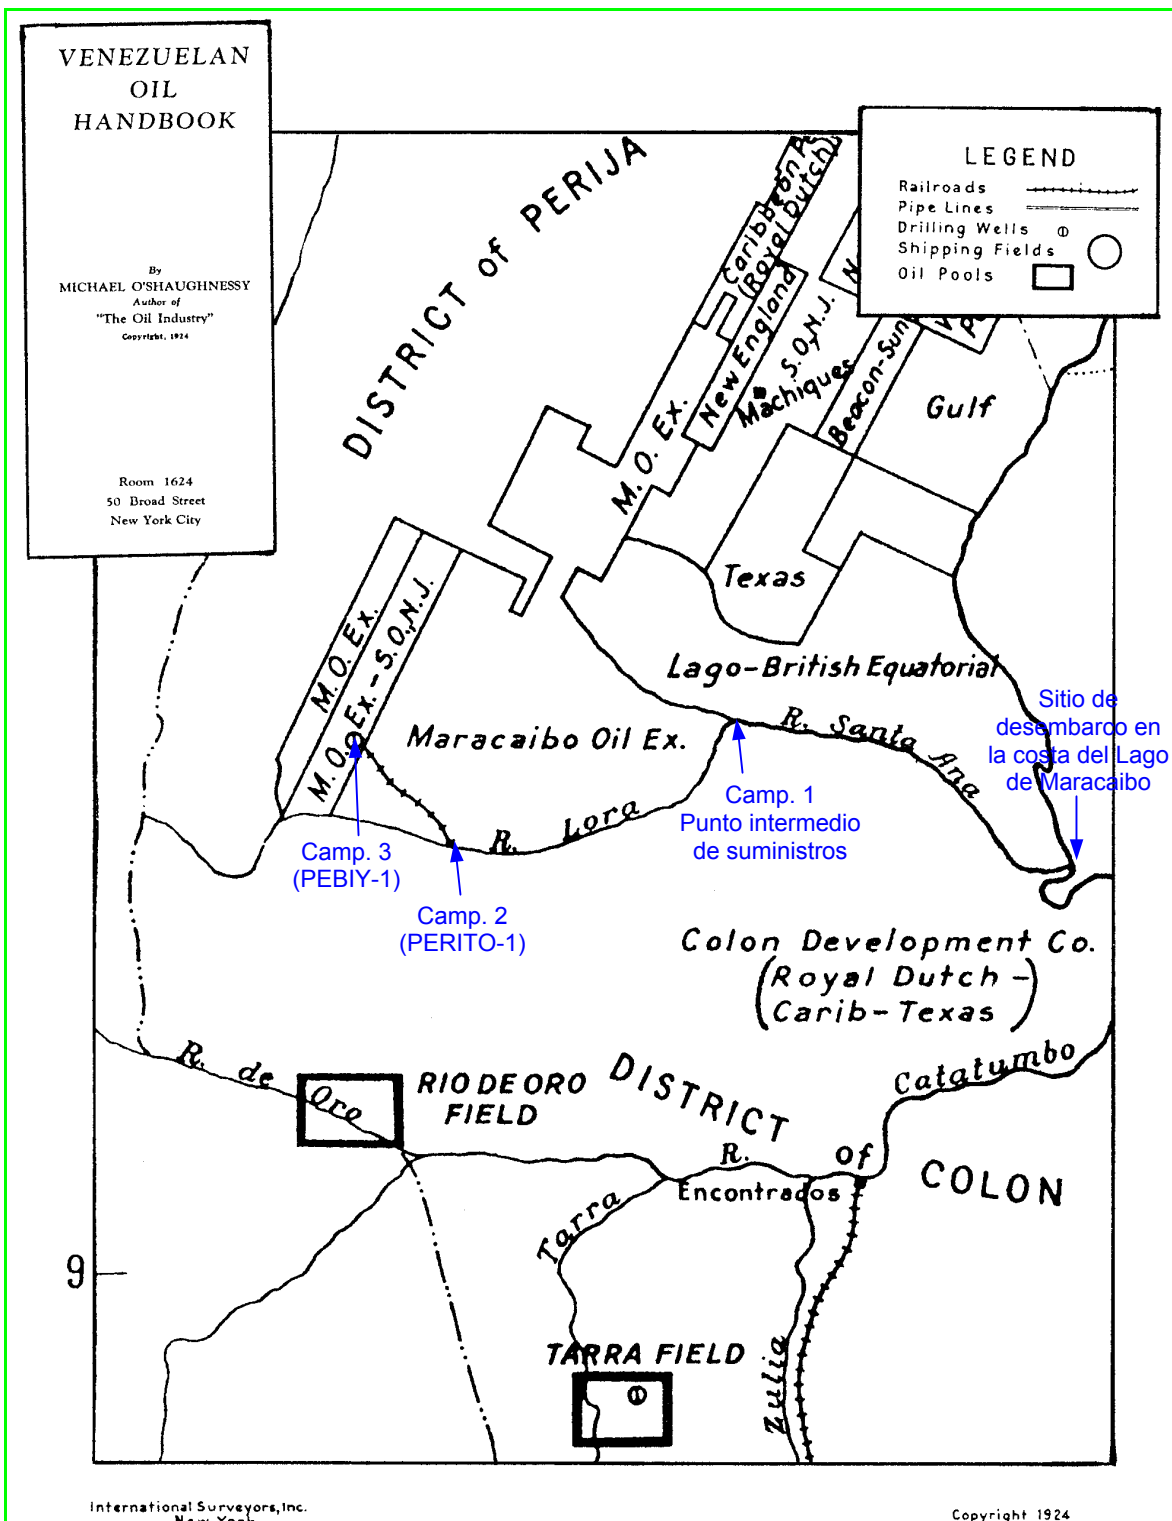 VENEZUELAN
OIL
HANDBOOK
By
MICHAEL O'SHAUGHNESSY
Author of
"The Oil Industry"
Copyright, 1924
Room 1624
50 Broad Street
New York City
LEGEND
Railroads
Pipe Lines
Drilling Wells
Shipping Fields
Oil Pools
DISTRICT of PERIJA
Caribbean
(Royal Dutch
New England
S.O., N.J.
Machiques
M. O. Ex.
Beacon-Sun
Gulf
Texas
Lago-British Equatorial
M. O. Ex.
M. O. Ex. - S.O., N.J.
Maracaibo Oil Ex.
R. Santa Ana
R. Lora
Sitio de
desembarco en
la costa del Lago
de Maracaibo
Camp. 1
Punto intermedio
de suministros
Camp. 3
(PEBIY-1)
Camp. 2
(PERITO-1)
Colon Development Co.
(Royal Dutch -
Carib-Texas)
R. de Oro
RIO DE ORO
FIELD
DISTRICT of COLON
R. Catatumbo
Encontrados
Tarra
9
TARRA FIELD
Zulia
International Surveyors, Inc.
New York
Copyright 1924